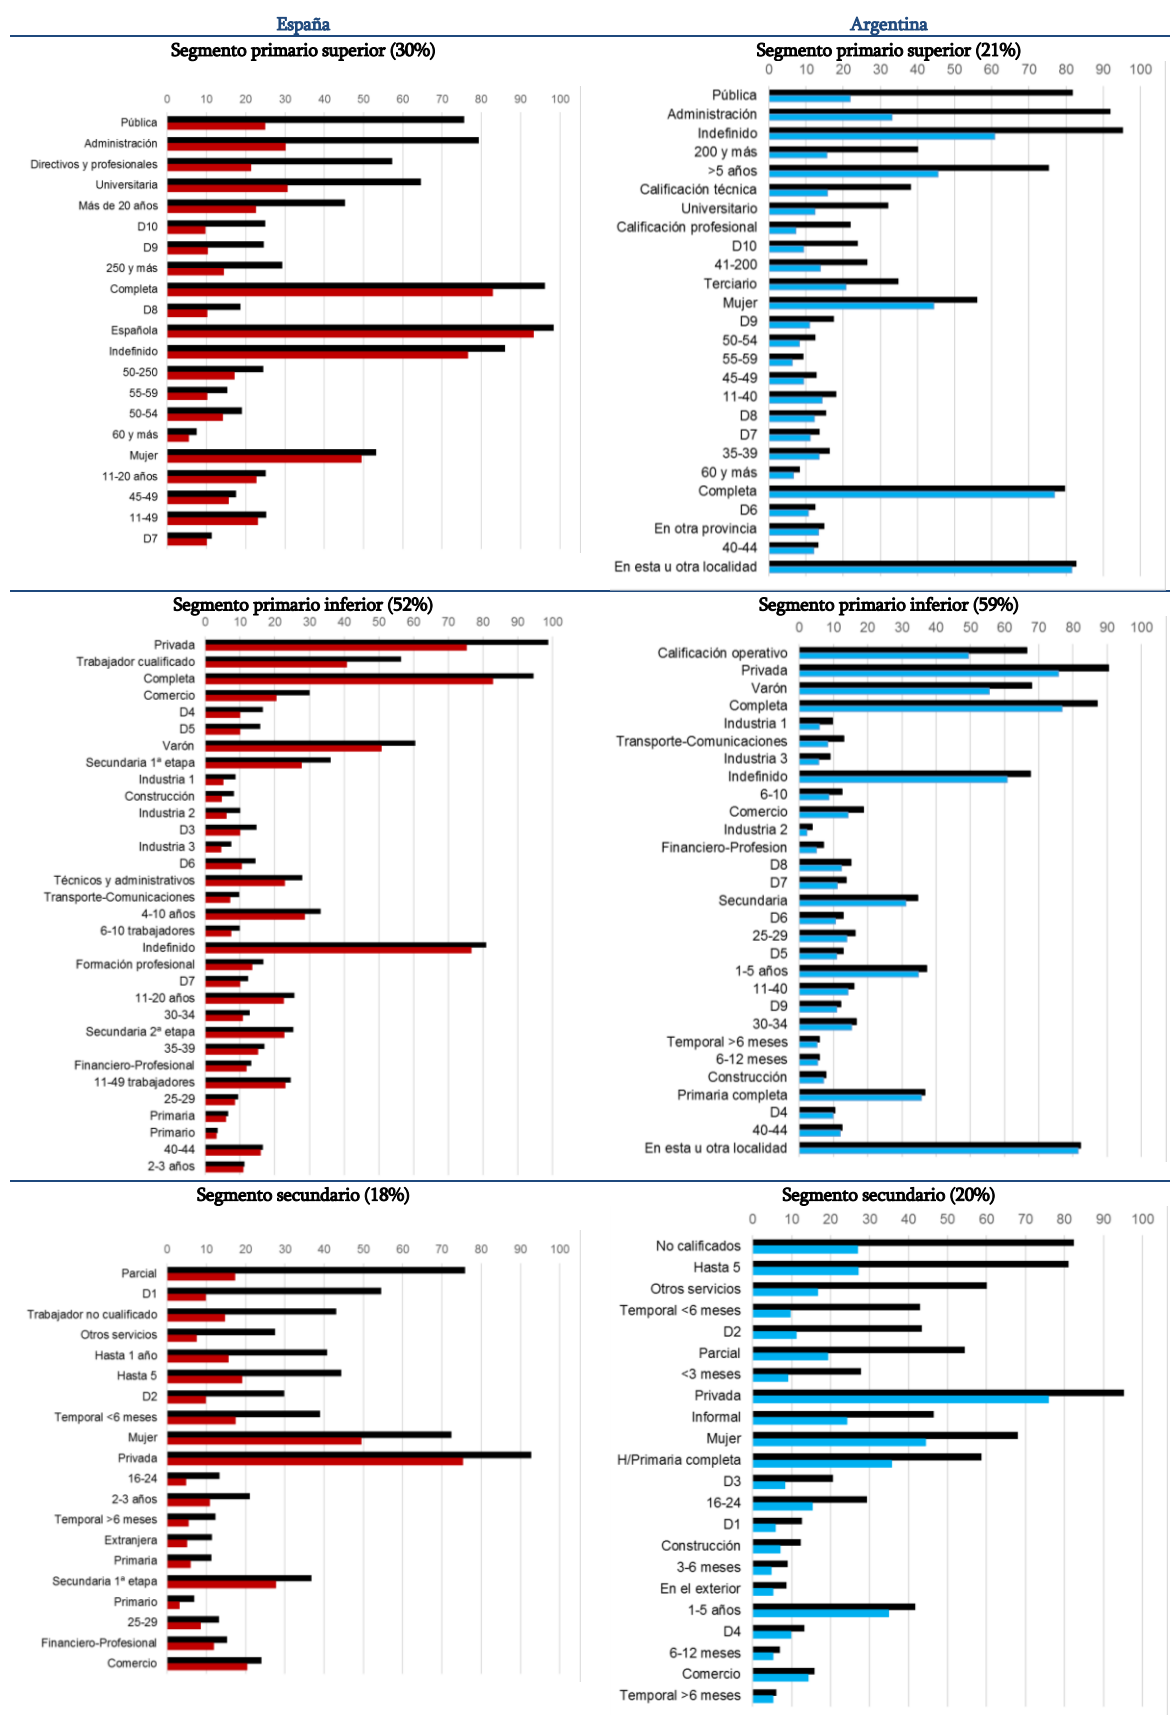 España
Segmento primario superior (30%)
0 10 20 30 40 50 60 70 80 90 100
Pública
Administración
Directivos y profesionales
Universitaria
Más de 20 años
D10
D9
250 y más
Completa
D8
Española
Indefinido
50-250
55-59
50-54
60 y más
Mujer
11-20 años
45-49
11-49
D7
Argentina
Segmento primario superior (21%)
0 10 20 30 40 50 60 70 80 90 100
Pública
Administración
Indefinido
200 y más
>5 años
Calificación técnica
Universitario
Calificación profesional
D10
41-200
Terciario
Mujer
D9
50-54
55-59
45-49
11-40
D8
D7
35-39
60 y más
Completa
D6
En otra provincia
40-44
En esta u otra localidad
Segmento primario inferior (52%)
0 10 20 30 40 50 60 70 80 90 100
Privada
Trabajador cualificado
Completa
Comercio
D4
D5
Varón
Secundaria 1ª etapa
Industria 1
Construcción
Industria 2
D3
Industria 3
D6
Técnicos y administrativos
Transporte-Comunicaciones
4-10 años
6-10 trabajadores
Indefinido
Formación profesional
D7
11-20 años
30-34
Secundaria 2ª etapa
35-39
Financiero-Profesional
11-49 trabajadores
25-29
Primaria
Primario
40-44
2-3 años
Segmento primario inferior (59%)
0 10 20 30 40 50 60 70 80 90 100
Calificación operativo
Privada
Varón
Completa
Industria 1
Transporte-Comunicaciones
Industria 3
Indefinido
6-10
Comercio
Industria 2
Financiero-Profesion
D8
D7
Secundaria
D6
25-29
D5
1-5 años
11-40
D9
30-34
Temporal >6 meses
6-12 meses
Construcción
Primaria completa
D4
40-44
En esta u otra localidad
Segmento secundario (18%)
0 10 20 30 40 50 60 70 80 90 100
Parcial
D1
Trabajador no cualificado
Otros servicios
Hasta 1 año
Hasta 5
D2
Temporal <6 meses
Mujer
Privada
16-24
2-3 años
Temporal >6 meses
Extranjera
Primaria
Secundaria 1ª etapa
Primario
25-29
Financiero-Profesional
Comercio
Segmento secundario (20%)
0 10 20 30 40 50 60 70 80 90 100
No calificados
Hasta 5
Otros servicios
Temporal <6 meses
D2
Parcial
<3 meses
Privada
Informal
Mujer
H/Primaria completa
D3
16-24
D1
Construcción
3-6 meses
En el exterior
1-5 años
D4
6-12 meses
Comercio
Temporal >6 meses